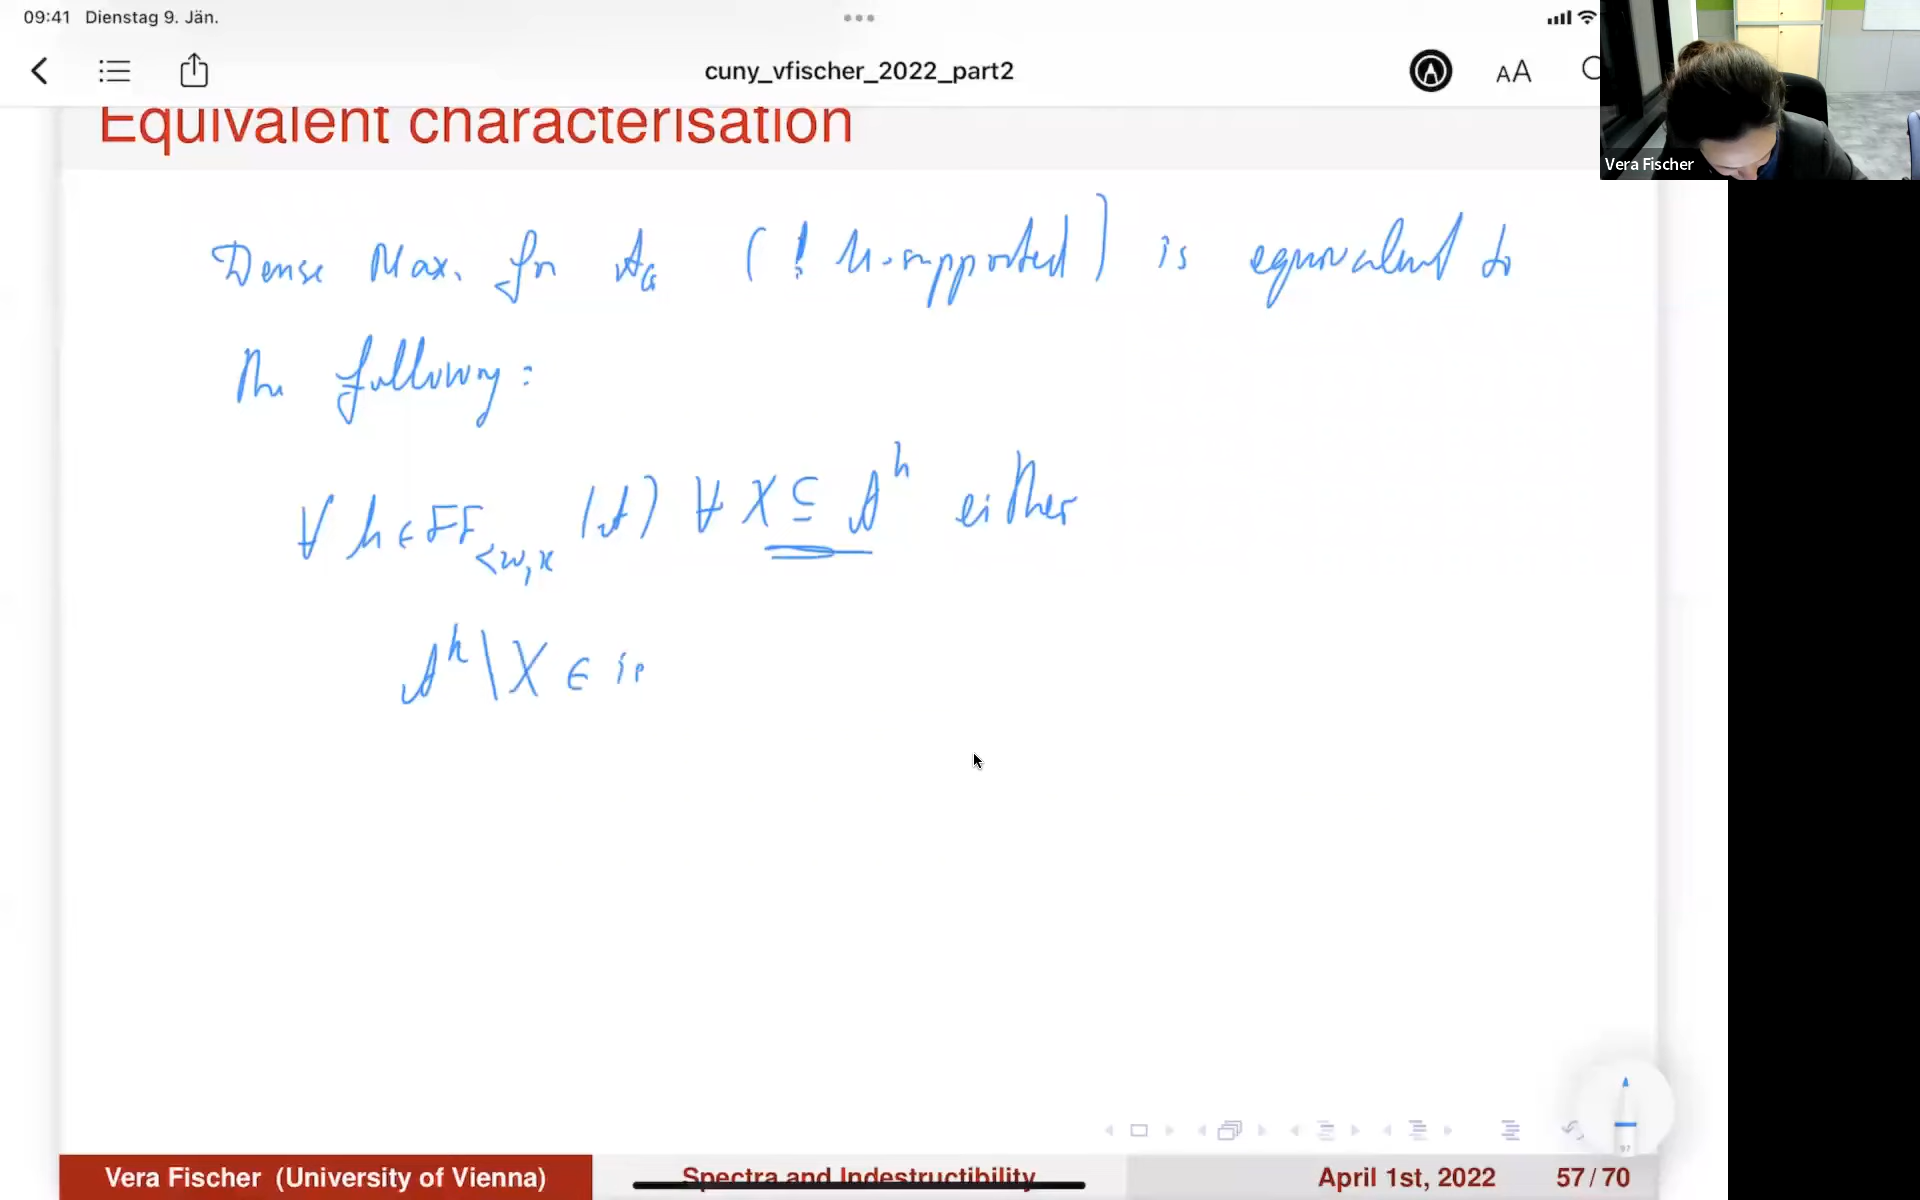 09:41 Dienstag 9. Jän.
cuny_vfischer_2022_part2
AA
Vera Fischer
Equivalent characterisation
Dense Max. for A_G (! U-supported) is equivalent to
the following:
∀ h ∈ FF_{<ω,κ} (A) ∀ X ⊆ A^h either
A^h \ X ∈ i
Vera Fischer (University of Vienna)
Spectra and Indestructibility
April 1st, 2022
57 / 70
97